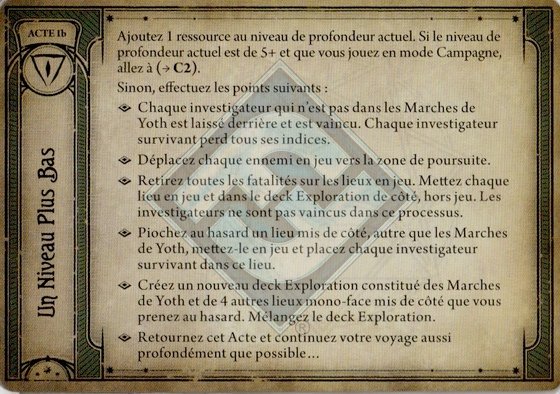 ACTE 1b
Un Niveau Plus Bas
Ajoutez 1 ressource au niveau de profondeur actuel. Si le niveau de
profondeur actuel est de 5+ et que vous jouez en mode Campagne,
allez à (→ C2).
Sinon, effectuez les points suivants :
Chaque investigateur qui n'est pas dans les Marches de
Yoth est laissé derrière et est vaincu. Chaque investigateur
survivant perd tous ses indices.
Déplacez chaque ennemi en jeu vers la zone de poursuite.
Retirez toutes les fatalités sur les lieux en jeu. Mettez chaque
lieu en jeu et dans le deck Exploration de côté, hors jeu. Les
investigateurs ne sont pas vaincus dans ce processus.
Piochez au hasard un lieu mis de côté, autre que les Marches
de Yoth, mettez-le en jeu et placez chaque investigateur
survivant dans ce lieu.
Créez un nouveau deck Exploration constitué des Marches
de Yoth et de 4 autres lieux mono-face mis de côté que vous
prenez au hasard. Mélangez le deck Exploration.
Retournez cet Acte et continuez votre voyage aussi
profondément que possible…
®